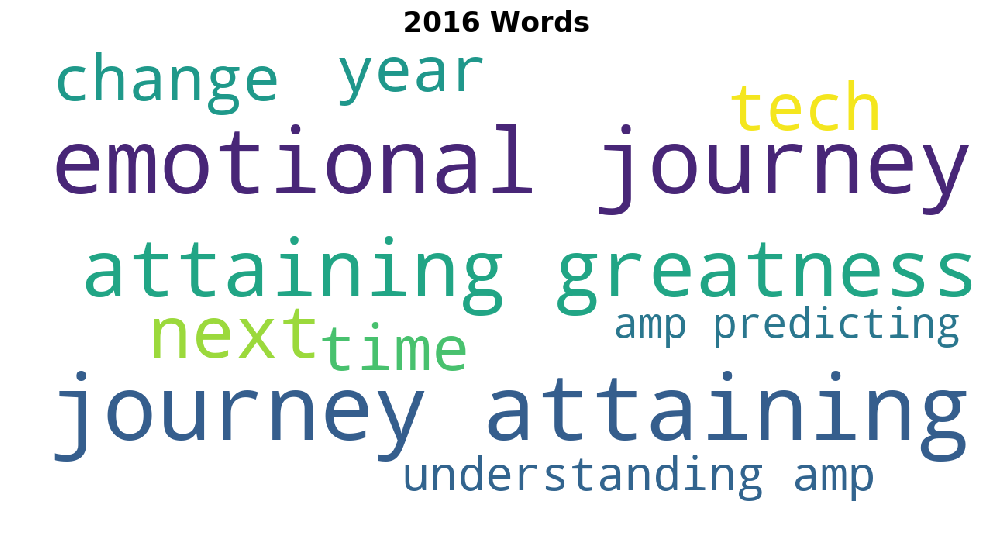 2016 Words
change year
tech
emotional journey
attaining greatness
amp predicting
next time
journey attaining
understanding amp